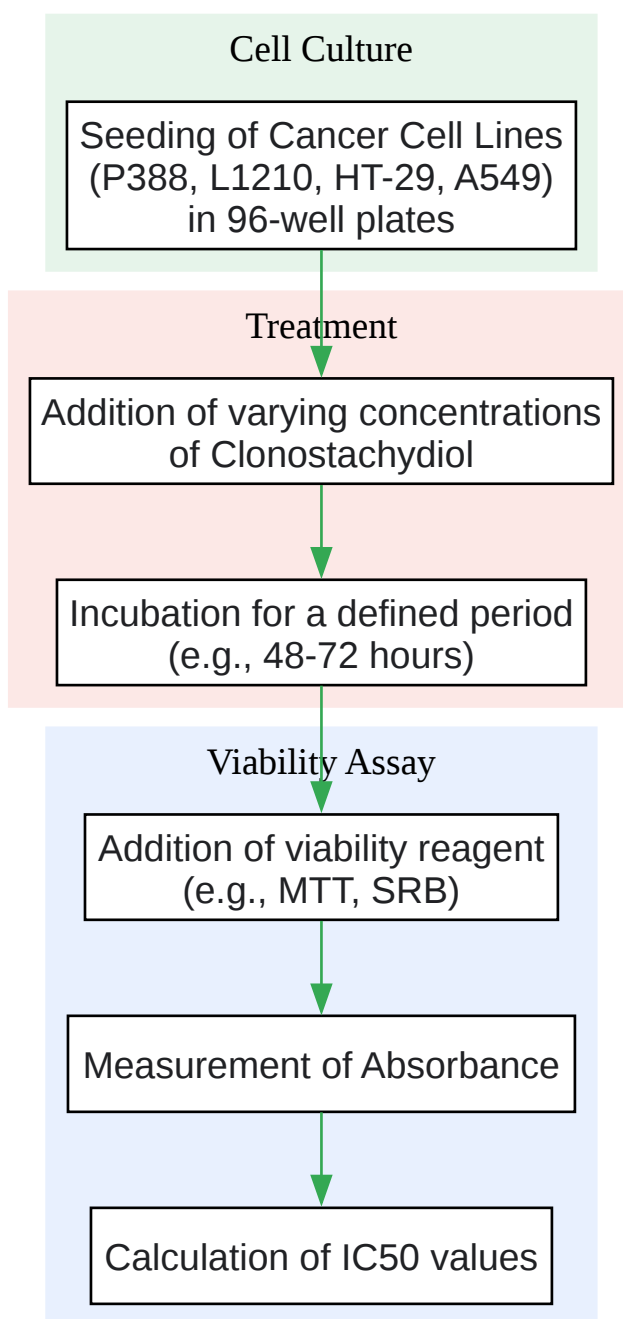 Cell Culture
Seeding of Cancer Cell Lines
(P388, L1210, HT-29, A549)
in 96-well plates
Treatment
Addition of varying concentrations
of Clonostachydiol
Incubation for a defined period
(e.g., 48-72 hours)
Viability Assay
Addition of viability reagent
(e.g., MTT, SRB)
Measurement of Absorbance
Calculation of IC50 values